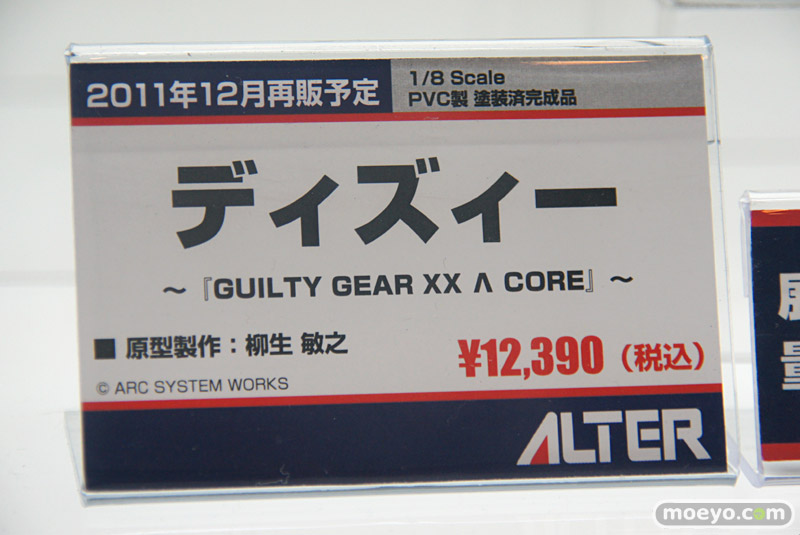 2011年12月再販予定
1/8 Scale
PVC製 塗装済完成品
ディズィー
～『GUILTY GEAR XX Λ CORE』～
■ 原型製作：柳生 敏之
¥12,390（税込）
© ARC SYSTEM WORKS
ALTER
量
moeyo.com